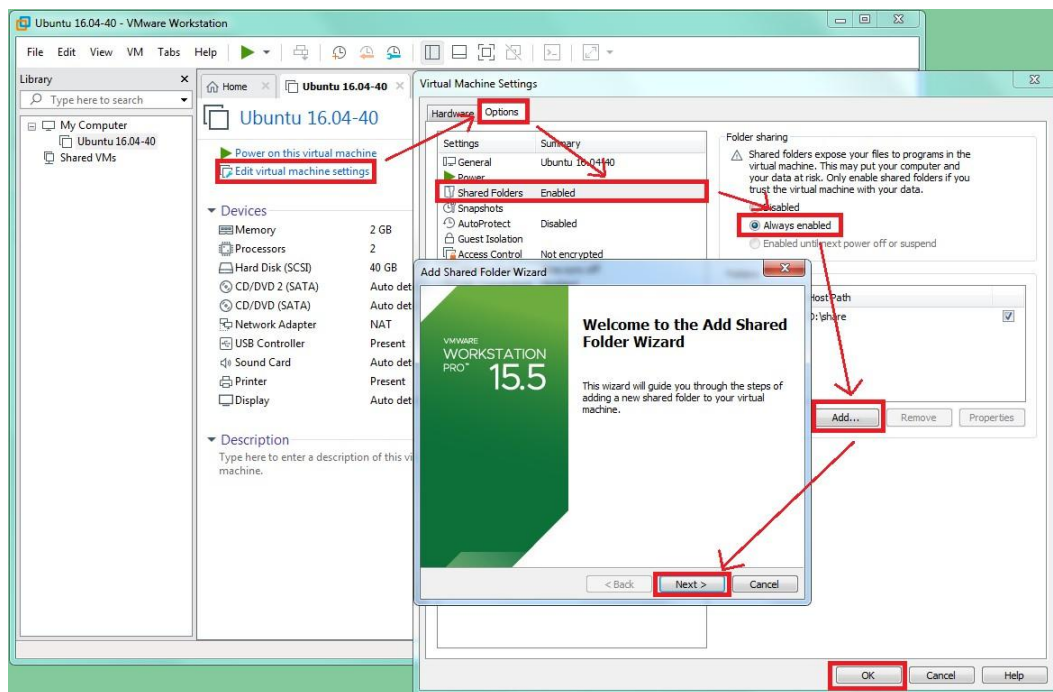 Ubuntu 16.04-40 - VMware Workstation
File Edit View VM Tabs Help
Library
Type here to search
My Computer
Ubuntu 16.04-40
Shared VMs
Home
Ubuntu 16.04-40
Ubuntu 16.04-40
Power on this virtual machine
Edit virtual machine settings
Devices
Memory 2 GB
Processors 2
Hard Disk (SCSI) 40 GB
CD/DVD 2 (SATA) Auto det
CD/DVD (SATA) Auto det
Network Adapter NAT
USB Controller Present
Sound Card Auto det
Printer Present
Display Auto det
Description
Type here to enter a description of this vi
machine.
Virtual Machine Settings
Hardware Options
Settings Summary
General Ubuntu 16.04-40
Power
Shared Folders Enabled
Snapshots
AutoProtect Disabled
Guest Isolation
Access Control Not encrypted
Folder sharing
Shared folders expose your files to programs in the
virtual machine. This may put your computer and
your data at risk. Only enable shared folders if you
trust the virtual machine with your data.
Disabled
Always enabled
Enabled until next power off or suspend
Host Path
D:\share
Add... Remove Properties
Add Shared Folder Wizard
VMWARE
WORKSTATION
PRO™ 15.5
Welcome to the Add Shared
Folder Wizard
This wizard will guide you through the steps of
adding a new shared folder to your virtual
machine.
< Back Next > Cancel
OK Cancel Help